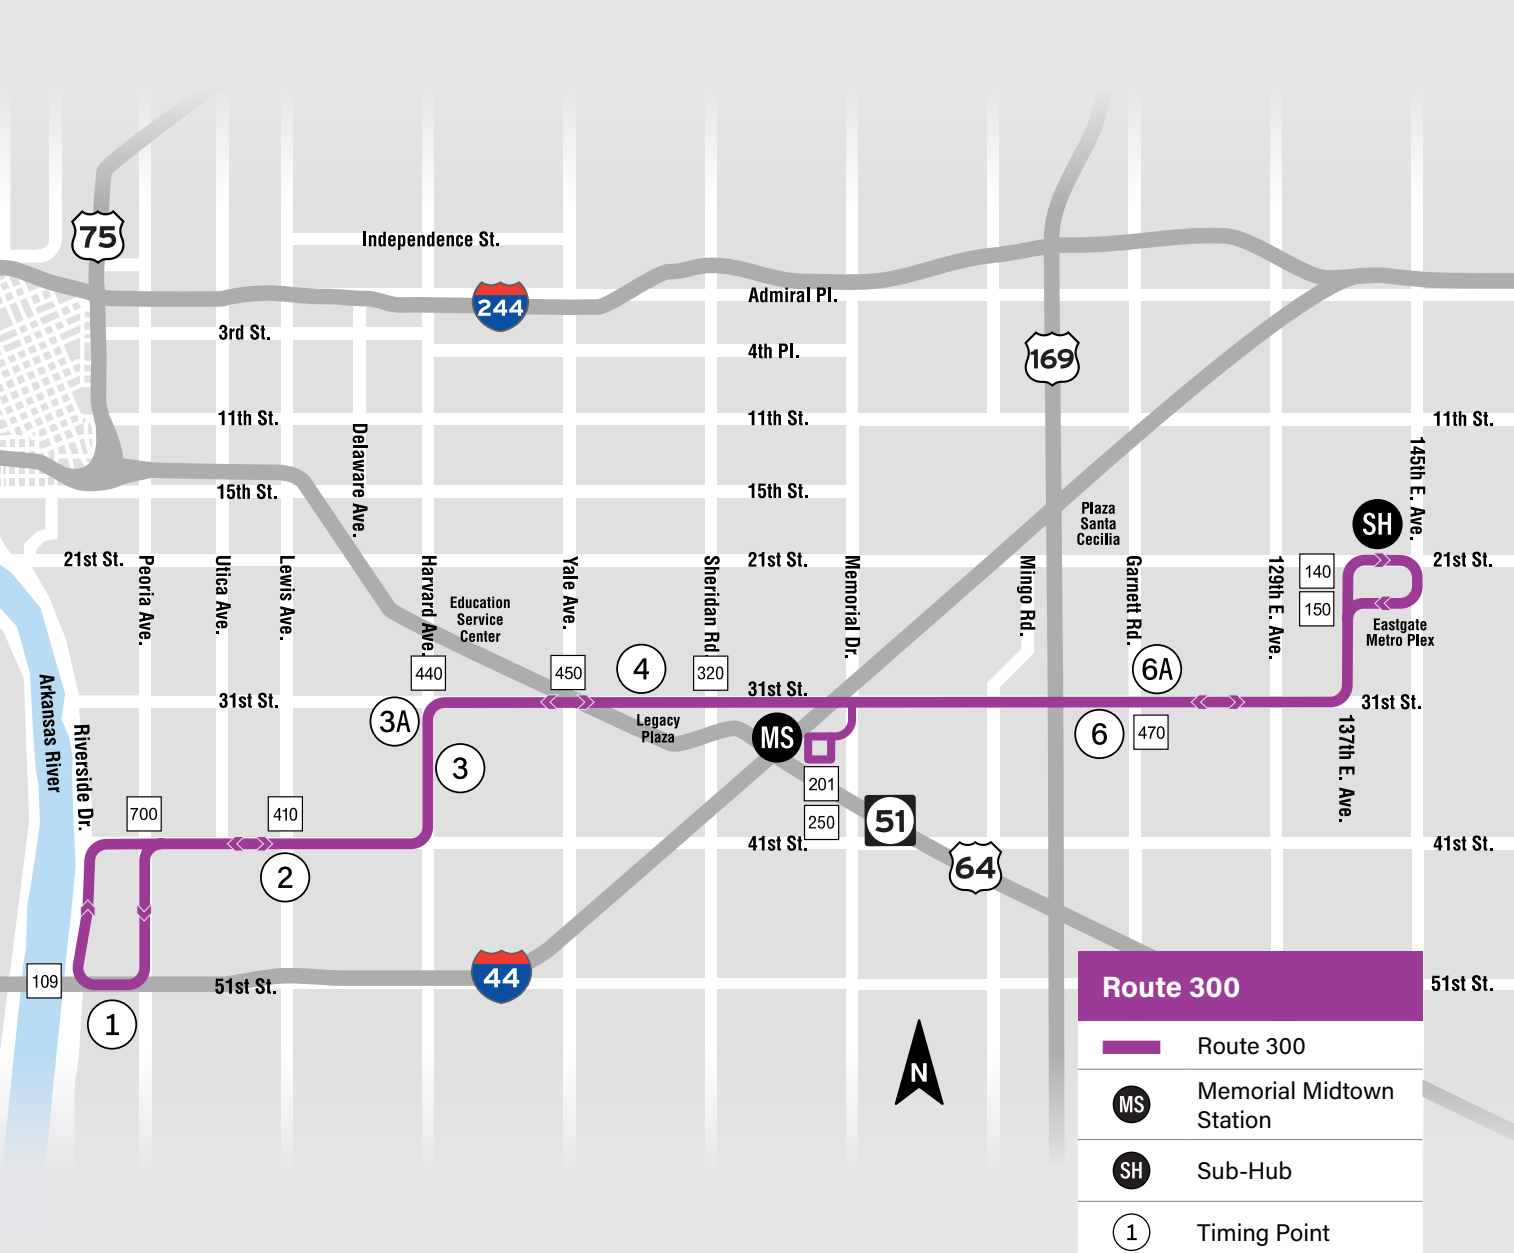 75
Independence St.
244
Admiral Pl.
3rd St.
4th Pl.
169
11th St.
11th St.
11th St.
Delaware Ave.
145th E. Ave.
15th St.
15th St.
Plaza
Santa
Cecilia
SH
21st St.
Peoria Ave.
Utica Ave.
Lewis Ave.
Harvard Ave.
Yale Ave.
Sheridan Rd.
21st St.
Memorial Dr.
Mingo Rd.
Garnett Rd.
129th E. Ave.
21st St.
140
150
Education
Service
Center
Eastgate
Metro Plex
440
450
4
320
6A
31st St.
31st St.
31st St.
Arkansas River
Riverside Dr.
3A
Legacy
Plaza
MS
6
470
137th E. Ave.
3
201
250
51
700
410
41st St.
41st St.
64
2
109
51st St.
44
51st St.
1
N
Route 300
Route 300
MS
Memorial Midtown
Station
SH
Sub-Hub
1
Timing Point